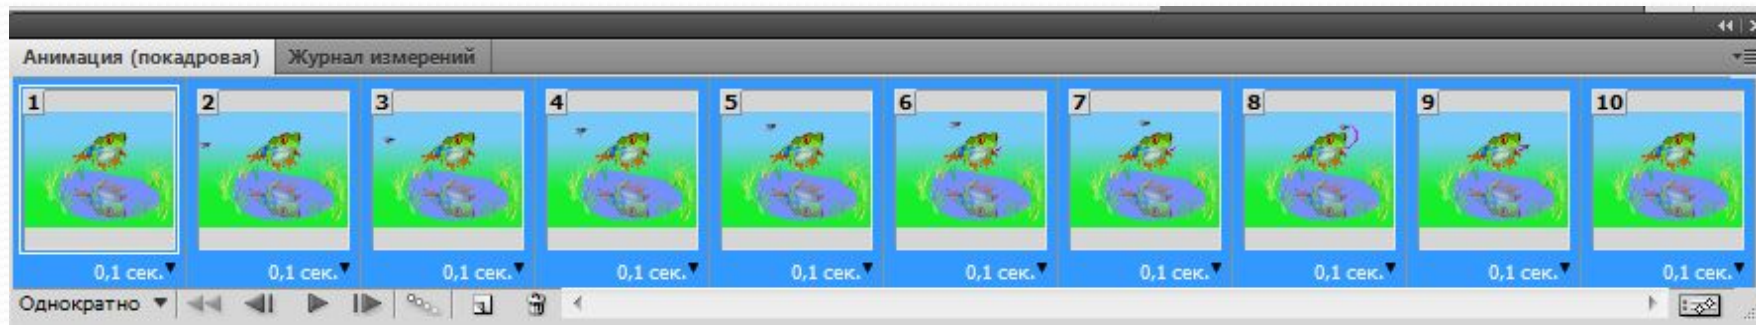 Анимация (покадровая) Журнал измерений
1 2 3 4 5 6 7 8 9 10
0,1 сек. 0,1 сек. 0,1 сек. 0,1 сек. 0,1 сек. 0,1 сек. 0,1 сек. 0,1 сек. 0,1 сек. 0,1 сек.
Однократно